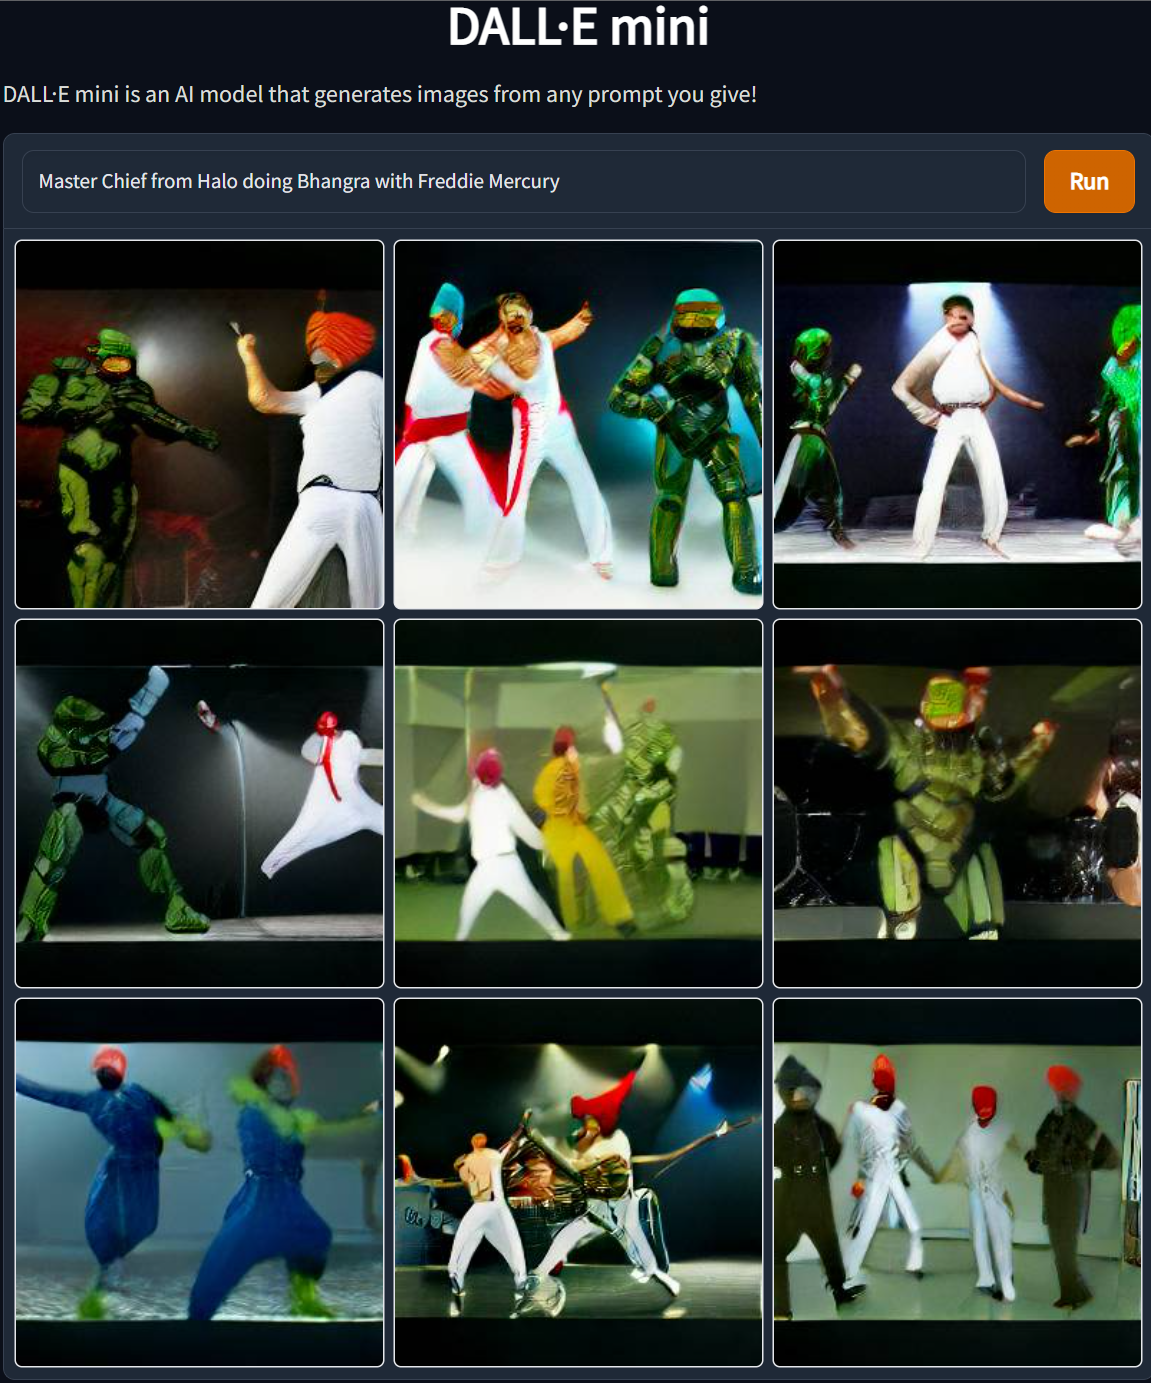 DALL·E mini
DALL·E mini is an AI model that generates images from any prompt you give!
Master Chief from Halo doing Bhangra with Freddie Mercury
Run